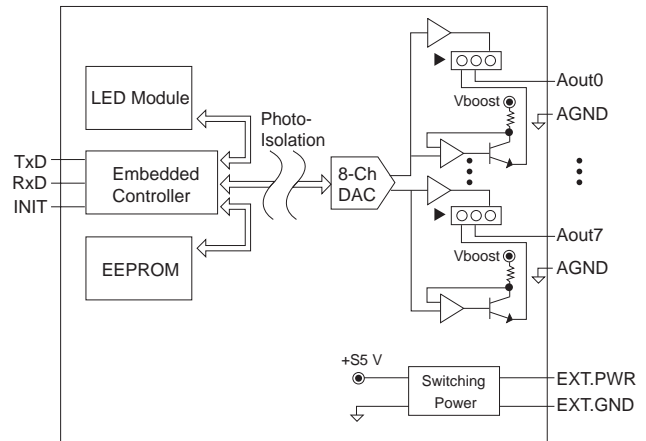 LED Module
TxD
RxD
INIT
Embedded
Controller
EEPROM
Photo-
Isolation
8-Ch
DAC
Vboost
Aout0
AGND
Vboost
Aout7
AGND
+S5 V
Switching
Power
EXT.PWR
EXT.GND